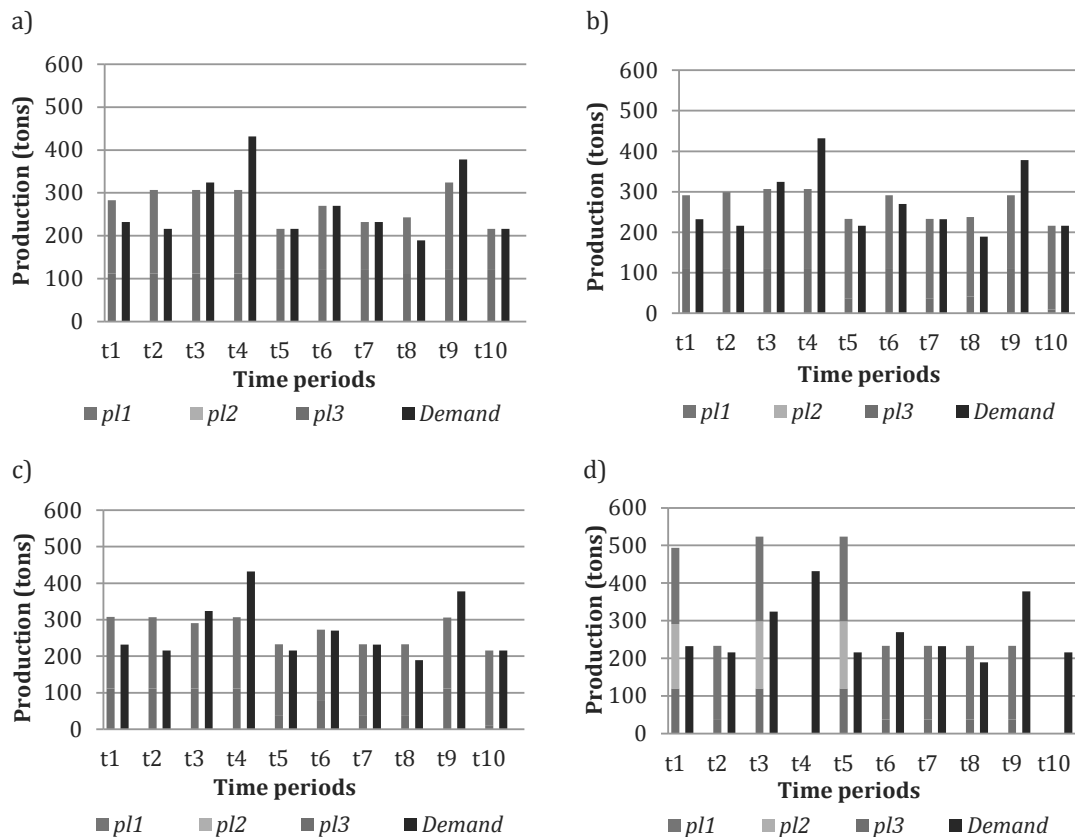 a)
Production (tons)
600
500
400
300
200
100
0
t1 t2 t3 t4 t5 t6 t7 t8 t9 t10
Time periods
pl1 pl2 pl3 Demand
b)
Production (tons)
600
500
400
300
200
100
0
t1 t2 t3 t4 t5 t6 t7 t8 t9 t10
Time periods
pl1 pl2 pl3 Demand
c)
Production (tons)
600
500
400
300
200
100
0
t1 t2 t3 t4 t5 t6 t7 t8 t9 t10
Time periods
pl1 pl2 pl3 Demand
d)
Production (tons)
600
500
400
300
200
100
0
t1 t2 t3 t4 t5 t6 t7 t8 t9 t10
Time periods
pl1 pl2 pl3 Demand